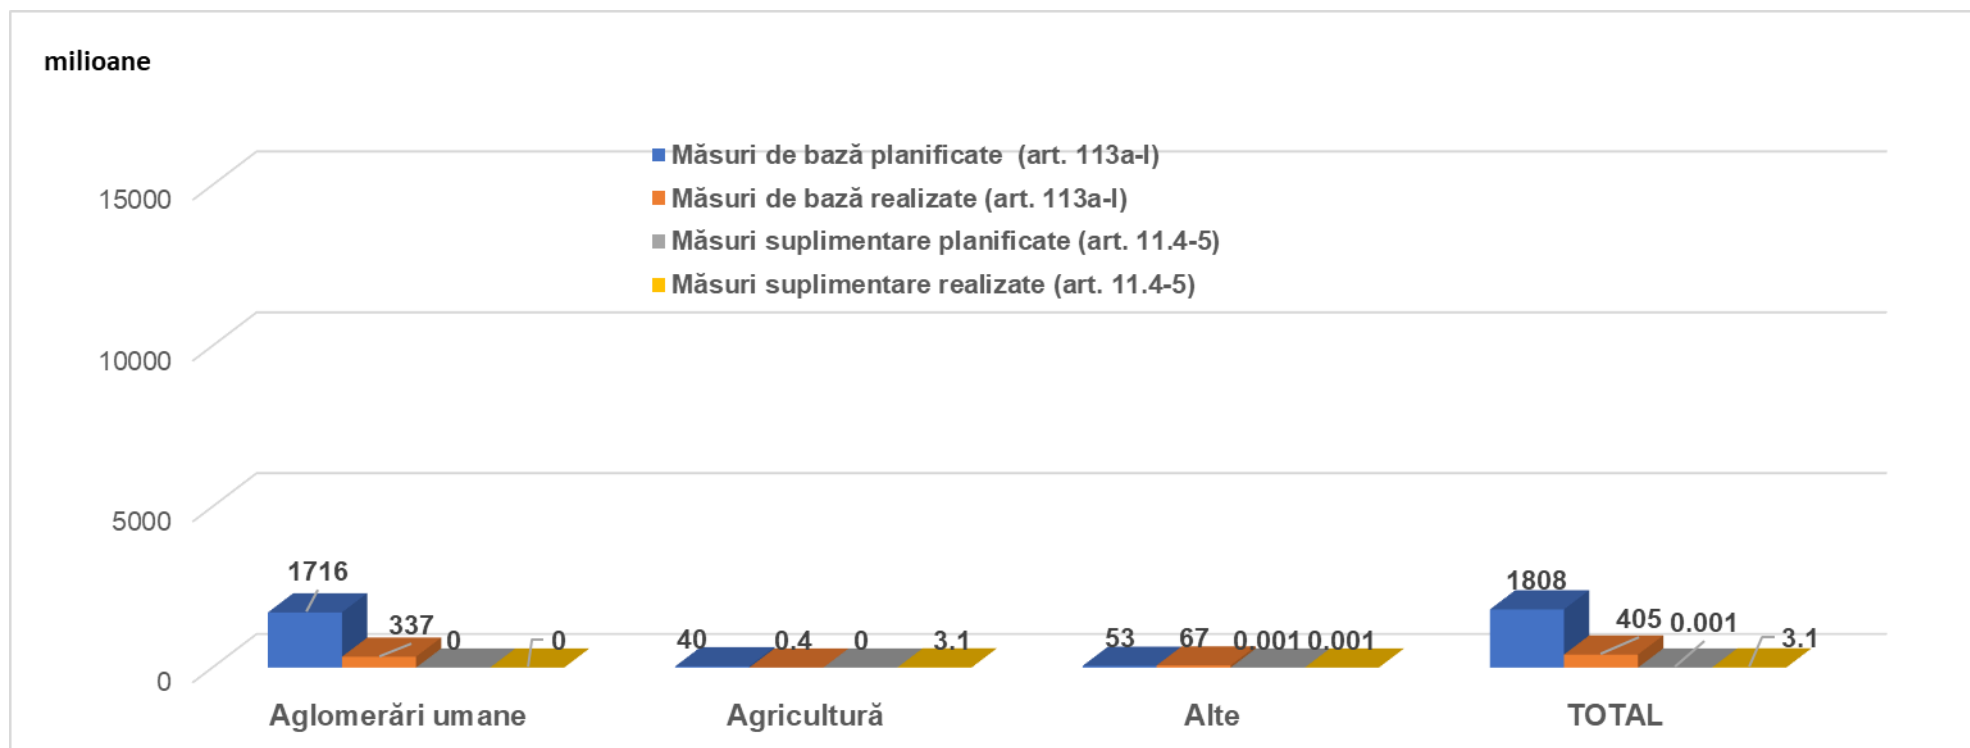 milioane
Măsuri de bază planificate (art. 113a-l)
15000
Măsuri de bază realizate (art. 113a-l)
Măsuri suplimentare planificate (art. 11.4-5)
Măsuri suplimentare realizate (art. 11.4-5)
10000
5000
1716
337
0
0
40
0.4
0
3.1
53
67
0.001
0.001
1808
405
0.001
3.1
0
Aglomerări umane
Agricultură
Alte
TOTAL